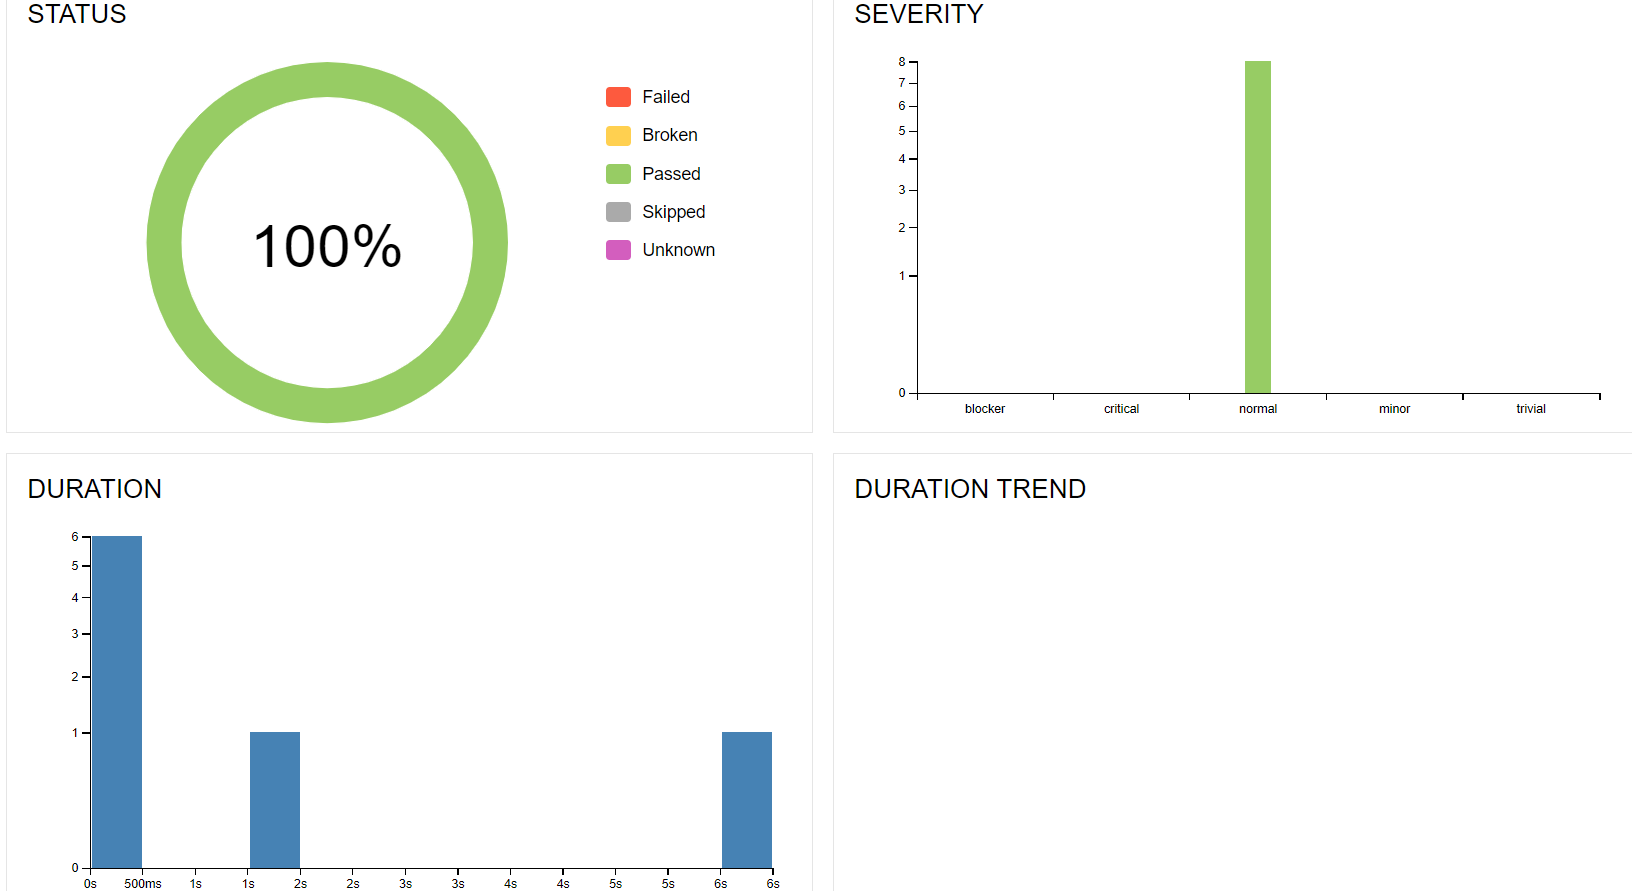 STATUS
100%
Failed
Broken
Passed
Skipped
Unknown
SEVERITY
8
7
6
5
4
3
2
1
0
blocker critical normal minor trivial
DURATION
6
5
4
3
2
1
0
0s 500ms 1s 1s 2s 2s 3s 3s 4s 4s 5s 5s 6s 6s
DURATION TREND